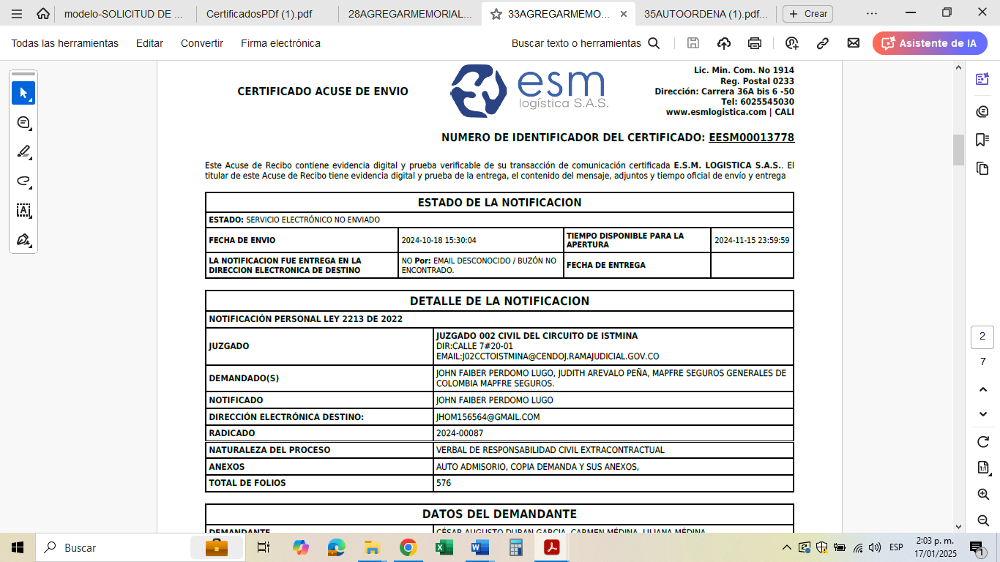 modelo-SOLICITUD DE ...
CertificadosPDf (1).pdf
28AGREGARMEMORIAL...
33AGREGARMEMO...
35AUTOORDENA (1).pdf...
Crear
Todas las herramientas
Editar
Convertir
Firma electrónica
Buscar texto o herramientas
Asistente de IA
CERTIFICADO ACUSE DE ENVIO
esm
logística S.A.S.
Lic. Min. Com. No 1914
Reg. Postal 0233
Dirección: Carrera 36A bis 6 -50
Tel: 6025545030
www.esmlogistica.com | CALI
NUMERO DE IDENTIFICADOR DEL CERTIFICADO: EESM00013778
Este Acuse de Recibo contiene evidencia digital y prueba verificable de su transacción de comunicación certificada E.S.M. LOGISTICA S.A.S.. El
titular de este Acuse de Recibo tiene evidencia digital y prueba de la entrega, el contenido del mensaje, adjuntos y tiempo oficial de envío y entrega
ESTADO DE LA NOTIFICACION
ESTADO: SERVICIO ELECTRÓNICO NO ENVIADO
FECHA DE ENVIO
2024-10-18 15:30:04
TIEMPO DISPONIBLE PARA LA
APERTURA
2024-11-15 23:59:59
LA NOTIFICACION FUE ENTREGA EN LA
DIRECCION ELECTRONICA DE DESTINO
NO Por: EMAIL DESCONOCIDO / BUZÓN NO
ENCONTRADO.
FECHA DE ENTREGA
DETALLE DE LA NOTIFICACION
NOTIFICACIÓN PERSONAL LEY 2213 DE 2022
JUZGADO
JUZGADO 002 CIVIL DEL CIRCUITO DE ISTMINA
DIR:CALLE 7#20-01
EMAIL:J02CCTOISTMINA@CENDOJ.RAMAJUDICIAL.GOV.CO
DEMANDADO(S)
JOHN FAIBER PERDOMO LUGO, JUDITH AREVALO PEÑA, MAPFRE SEGUROS GENERALES DE
COLOMBIA MAPFRE SEGUROS.
NOTIFICADO
JOHN FAIBER PERDOMO LUGO
DIRECCIÓN ELECTRÓNICA DESTINO:
JHOM156564@GMAIL.COM
RADICADO
2024-00087
NATURALEZA DEL PROCESO
VERBAL DE RESPONSABILIDAD CIVIL EXTRACONTRACTUAL
ANEXOS
AUTO ADMISORIO, COPIA DEMANDA Y SUS ANEXOS,
TOTAL DE FOLIOS
576
DATOS DEL DEMANDANTE
DEMANDANTE
CÉSAR AUGUSTO DURAN GARCIA, CARMEN MÉDINA, LILIANA MÉDINA
2
7
1:1
Buscar
ESP
2:03 p. m.
17/01/2025
1